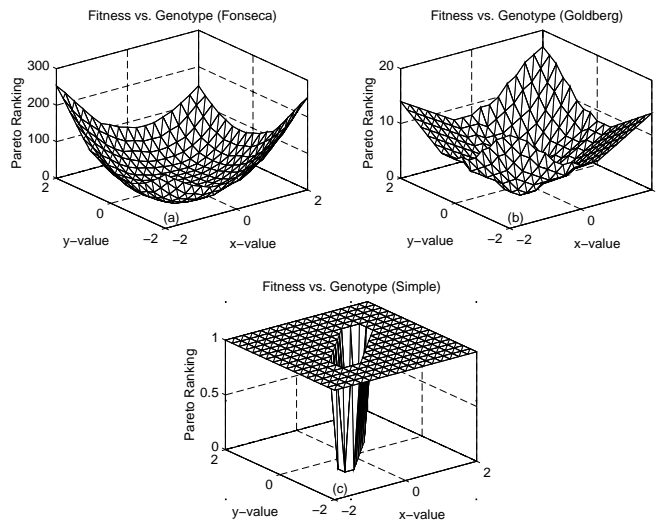 Fitness vs. Genotype (Fonseca)
300
200
100
0
Pareto Ranking
2
0
−2
y−value
(a)
−2
0
2
x−value
Fitness vs. Genotype (Goldberg)
20
10
0
Pareto Ranking
2
0
−2
y−value
(b)
−2
0
x−value
Fitness vs. Genotype (Simple)
1
0.5
0
Pareto Ranking
2
0
−2
y−value
(c)
−2
0
2
x−value